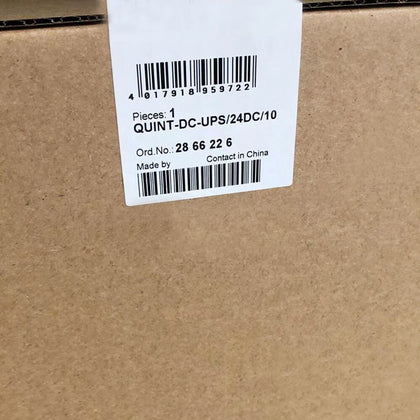 4 017918 959722
Pieces: 1
QUINT-DC-UPS/24DC/10
Ord.No.: 28 66 22 6
Made by Contact in China